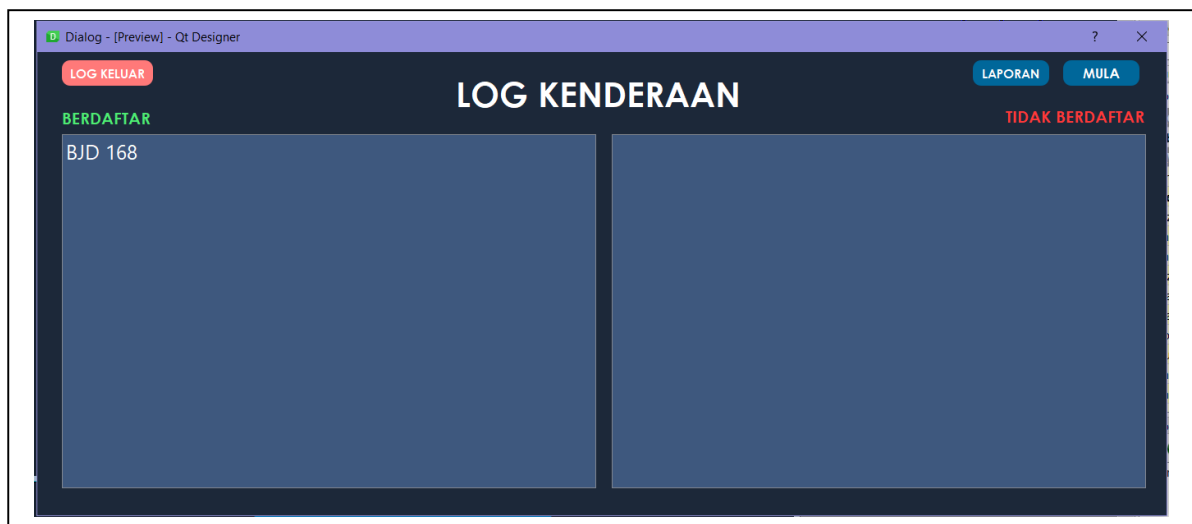 Dialog - [Preview] - Qt Designer
LOG KELUAR
LAPORAN
MULA
LOG KENDERAAN
BERDAFTAR
TIDAK BERDAFTAR
BJD 168